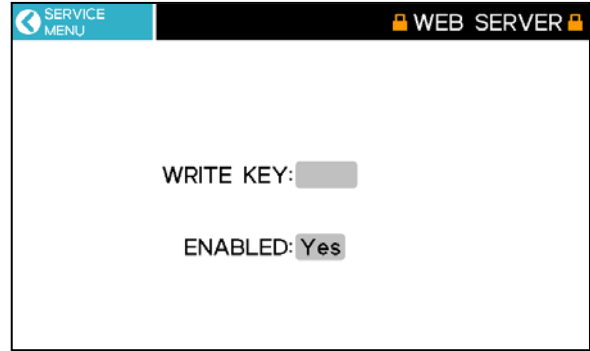 SERVICE
MENU
WEB SERVER
WRITE KEY:
ENABLED: Yes